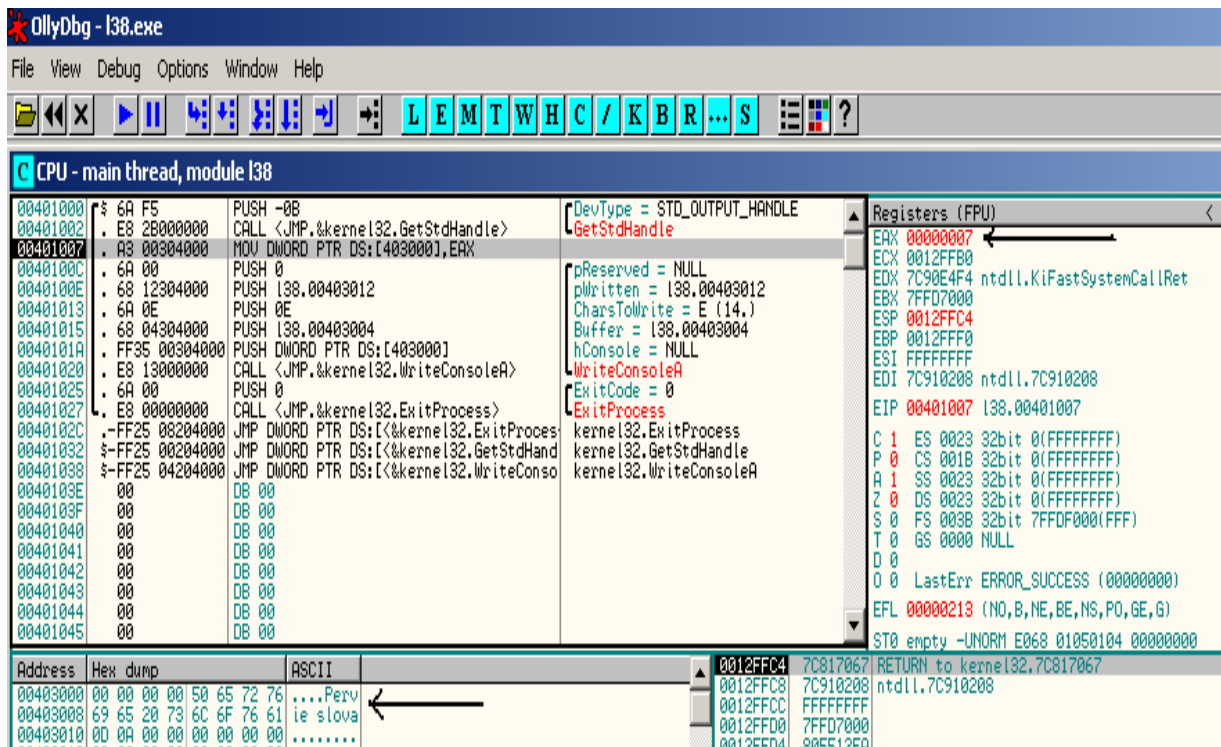 OllyDbg - l38.exe
File View Debug Options Window Help
L E M T W H C / K B R ... S ?
C CPU - main thread, module l38
00401000 $ 6A F5 PUSH -0B DevType = STD_OUTPUT_HANDLE
00401002 . E8 2B000000 CALL <JMP.&kernel32.GetStdHandle> GetStdHandle
00401007 . A3 00304000 MOV DWORD PTR DS:[403000],EAX
0040100C . 6A 00 PUSH 0 pReserved = NULL
0040100E . 68 12304000 PUSH l38.00403012 pWritten = l38.00403012
00401013 . 6A 0E PUSH 0E CharsToWrite = E (14.)
00401015 . 68 04304000 PUSH l38.00403004 Buffer = l38.00403004
0040101A . FF35 00304000 PUSH DWORD PTR DS:[403000] hConsole = NULL
00401020 . E8 13000000 CALL <JMP.&kernel32.WriteConsoleA> WriteConsoleA
00401025 . 6A 00 PUSH 0 ExitCode = 0
00401027 . E8 00000000 CALL <JMP.&kernel32.ExitProcess> ExitProcess
0040102C .-FF25 08204000 JMP DWORD PTR DS:[<&kernel32.ExitProces kernel32.ExitProcess
00401032 $-FF25 00204000 JMP DWORD PTR DS:[<&kernel32.GetStdHand kernel32.GetStdHandle
00401038 $-FF25 04204000 JMP DWORD PTR DS:[<&kernel32.WriteConso kernel32.WriteConsoleA
0040103E 00 DB 00
0040103F 00 DB 00
00401040 00 DB 00
00401041 00 DB 00
00401042 00 DB 00
00401043 00 DB 00
00401044 00 DB 00
00401045 00 DB 00
Registers (FPU) <
EAX 00000007
ECX 0012FFB0
EDX 7C90E4F4 ntdll.KiFastSystemCallRet
EBX 7FFD7000
ESP 0012FFC4
EBP 0012FFF0
ESI FFFFFFFF
EDI 7C910208 ntdll.7C910208
EIP 00401007 l38.00401007
C 1 ES 0023 32bit 0(FFFFFFFF)
P 0 CS 001B 32bit 0(FFFFFFFF)
A 1 SS 0023 32bit 0(FFFFFFFF)
Z 0 DS 0023 32bit 0(FFFFFFFF)
S 0 FS 003B 32bit 7FFDF000(FFF)
T 0 GS 0000 NULL
D 0
O 0 LastErr ERROR_SUCCESS (00000000)
EFL 00000213 (NO,B,NE,BE,NS,PO,GE,G)
ST0 empty -UNORM E068 01050104 00000000
Address Hex dump ASCII
00403000 00 00 00 00 50 65 72 76 ....Perv
00403008 69 65 20 73 6C 6F 76 61 ie slova
00403010 0D 0A 00 00 00 00 00 00 ........
0012FFC4 7C817067 RETURN to kernel32.7C817067
0012FFC8 7C910208 ntdll.7C910208
0012FFCC FFFFFFFF
0012FFD0 7FFD7000
0012FFD4